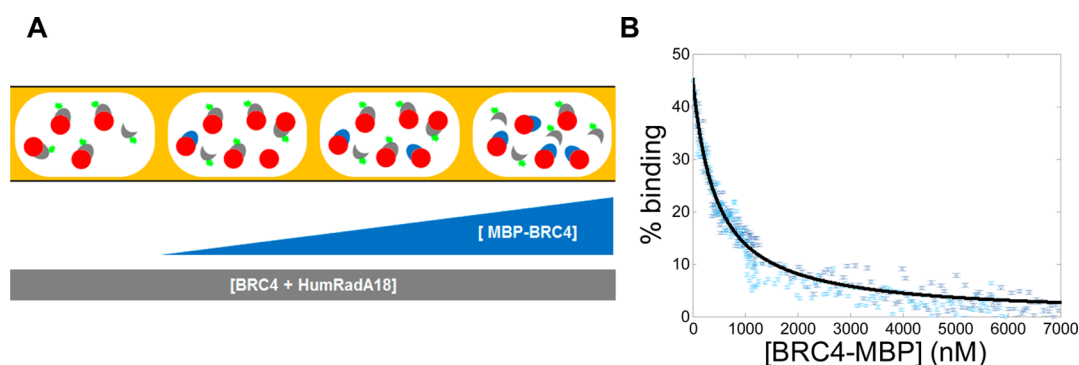 A
[ MBP-BRC4]
[BRC4 + HumRadA18]
B
% binding
50
40
30
20
10
0
0 1000 2000 3000 4000 5000 6000 7000
[BRC4-MBP] (nM)